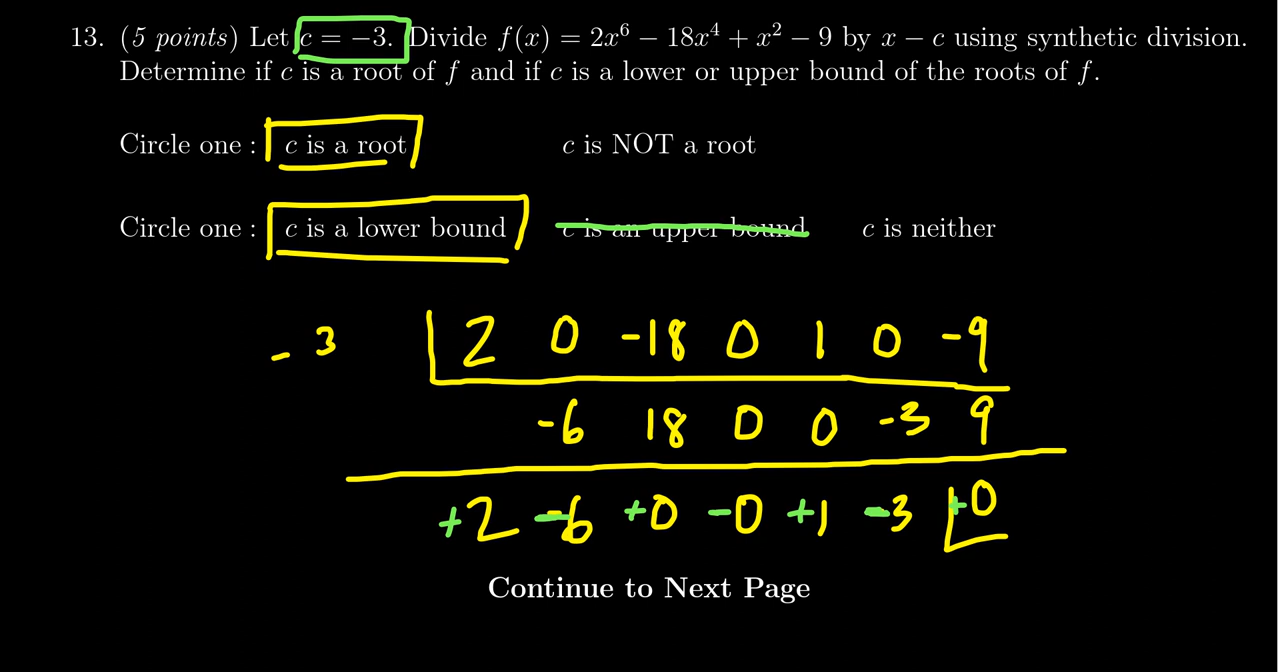 13. (5 points) Let c = −3. Divide f(x) = 2x⁶ − 18x⁴ + x² − 9 by x − c using synthetic division.
Determine if c is a root of f and if c is a lower or upper bound of the roots of f.
Circle one : c is a root c is NOT a root
Circle one : c is a lower bound c is an upper bound c is neither
-3 2 0 -18 0 1 0 -9
-6 18 0 0 -3 9
+2 -6 +0 -0 +1 -3 +0
Continue to Next Page